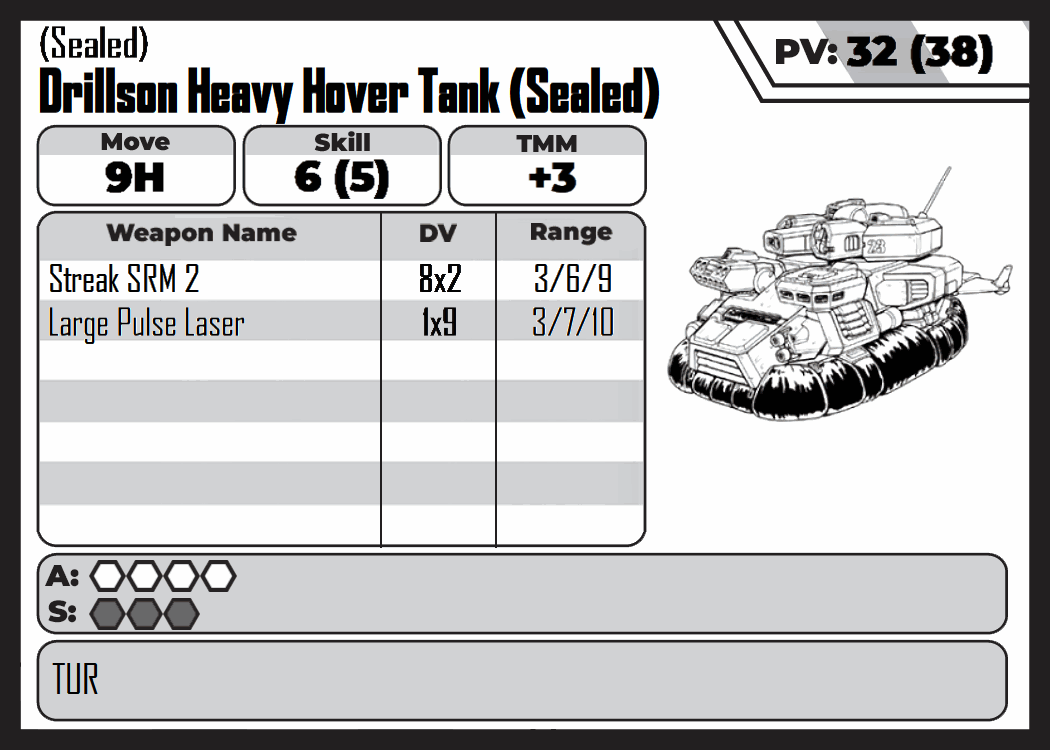 (Sealed)
Drillson Heavy Hover Tank (Sealed)
PV: 32 (38)
Move Skill TMM
9H 6 (5) +3
Weapon Name DV Range
Streak SRM 2 8x2 3/6/9
Large Pulse Laser 1x9 3/7/10
23
A:
S:
TUR